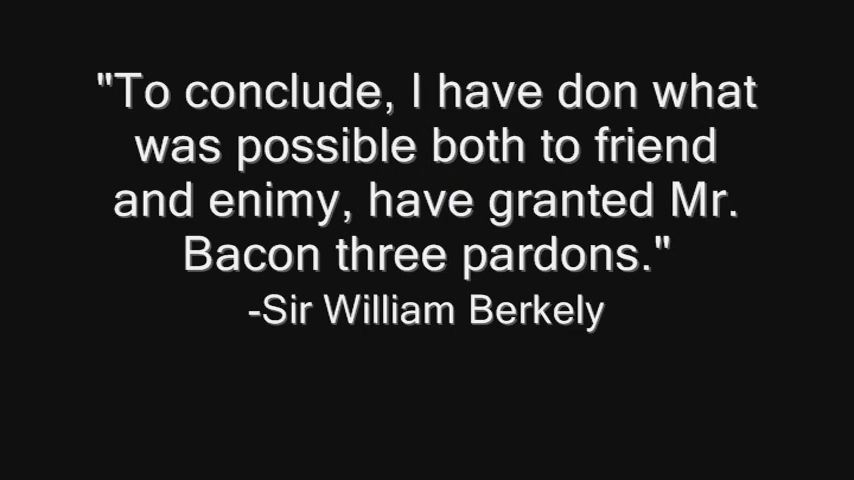 "To conclude, I have don what
was possible both to friend
and enimy, have granted Mr.
Bacon three pardons."
-Sir William Berkely